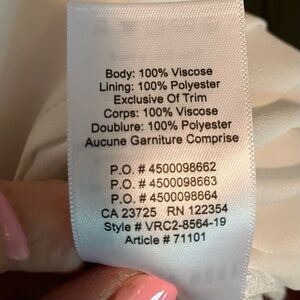 Body: 100% Viscose
Lining: 100% Polyester
Exclusive Of Trim
Corps: 100% Viscose
Doublure: 100% Polyester
Aucune Garniture Comprise
P.O. # 4500098662
P.O. # 4500098663
P.O. # 4500098664
CA 23725 RN 122354
Style # VRC2-8564-19
Article # 71101